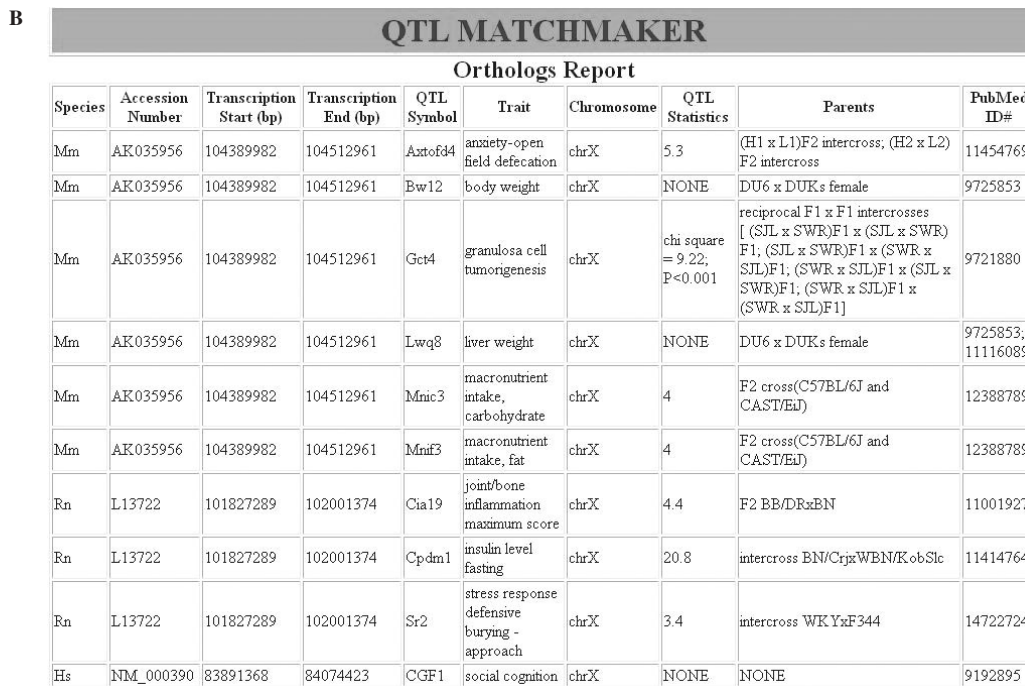 B
QTL MATCHMAKER
Orthologs Report
Species Accession Number Transcription Start (bp) Transcription End (bp) QTL Symbol Trait Chromosome QTL Statistics Parents PubMed ID#
Mm AK035956 104389982 104512961 Axtofd4 anxiety-open field defecation chrX 5.3 (H1 x L1)F2 intercross; (H2 x L2) F2 intercross 11454769
Mm AK035956 104389982 104512961 Bw12 body weight chrX NONE DU6 x DUKs female 9725853
Mm AK035956 104389982 104512961 Gct4 granulosa cell tumorigenesis chrX chi square = 9.22; P<0.001 reciprocal F1 x F1 intercrosses [ (SJL x SWR)F1 x (SJL x SWR) F1; (SJL x SWR)F1 x (SWR x SJL)F1; (SWR x SJL)F1 x (SJL x SWR)F1; (SWR x SJL)F1 x (SWR x SJL)F1] 9721880
Mm AK035956 104389982 104512961 Lwq8 liver weight chrX NONE DU6 x DUKs female 9725853; 11116089
Mm AK035956 104389982 104512961 Mnic3 macronutrient intake, carbohydrate chrX 4 F2 cross(C57BL/6J and CAST/EiJ) 12388789
Mm AK035956 104389982 104512961 Mnif3 macronutrient intake, fat chrX 4 F2 cross(C57BL/6J and CAST/EiJ) 12388789
Rn L13722 101827289 102001374 Cia19 joint/bone inflammation maximum score chrX 4.4 F2 BB/DRxBN 11001927
Rn L13722 101827289 102001374 Cpdm1 insulin level fasting chrX 20.8 intercross BN/CrjxWBN/KobSlc 11414764
Rn L13722 101827289 102001374 Sr2 stress response defensive burying - approach chrX 3.4 intercross WKYxF344 14722724
Hs NM_000390 83891368 84074423 CGF1 social cognition chrX NONE NONE 9192895